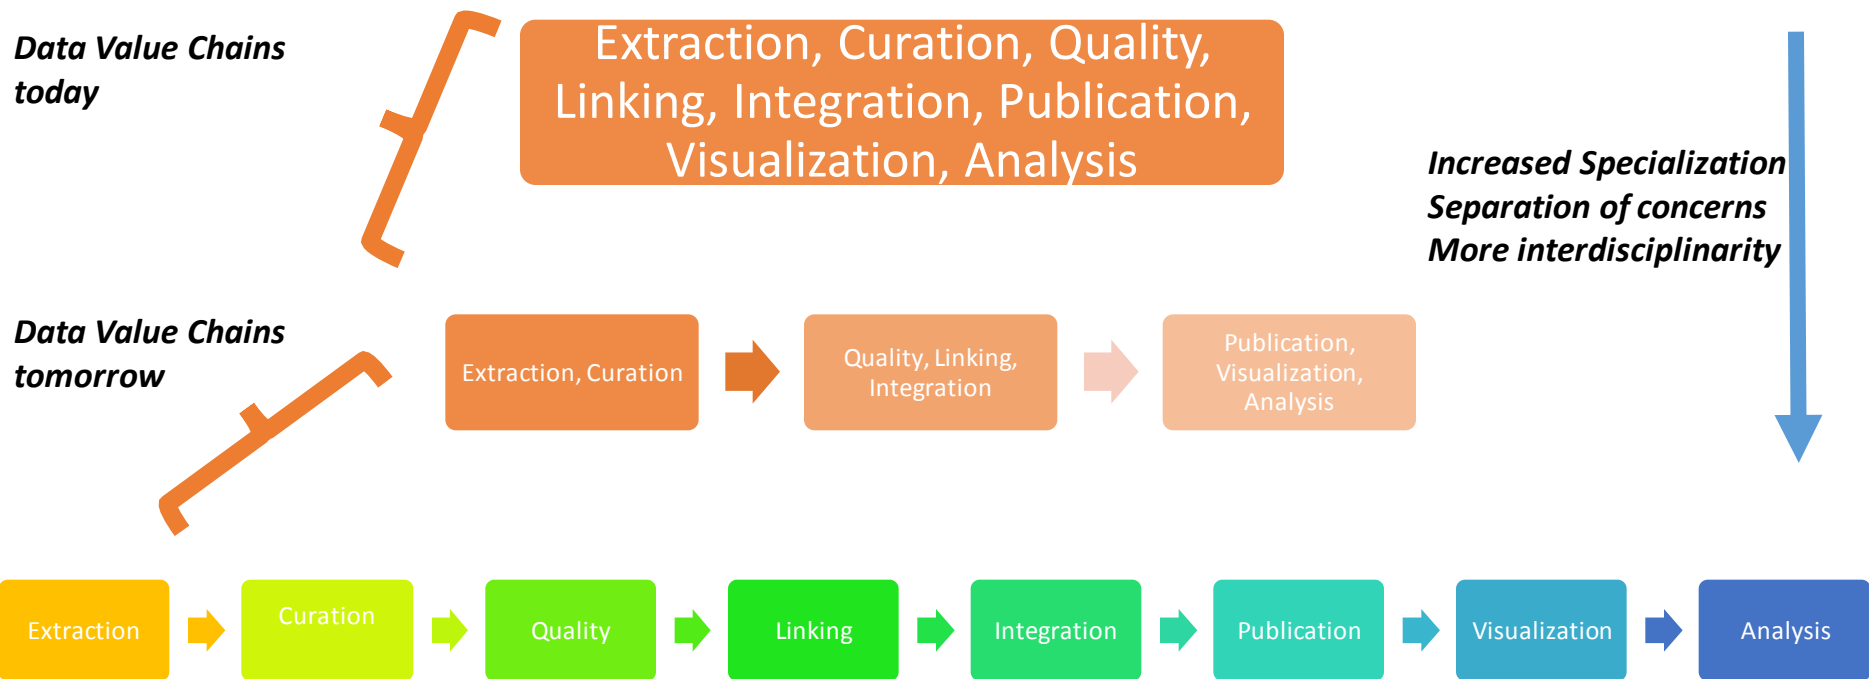 Data Value Chains
today
Extraction, Curation, Quality,
Linking, Integration, Publication,
Visualization, Analysis
Increased Specialization
Separation of concerns
More interdisciplinarity
Data Value Chains
tomorrow
Extraction, Curation
Quality, Linking,
Integration
Publication,
Visualization,
Analysis
Extraction
Curation
Quality
Linking
Integration
Publication
Visualization
Analysis